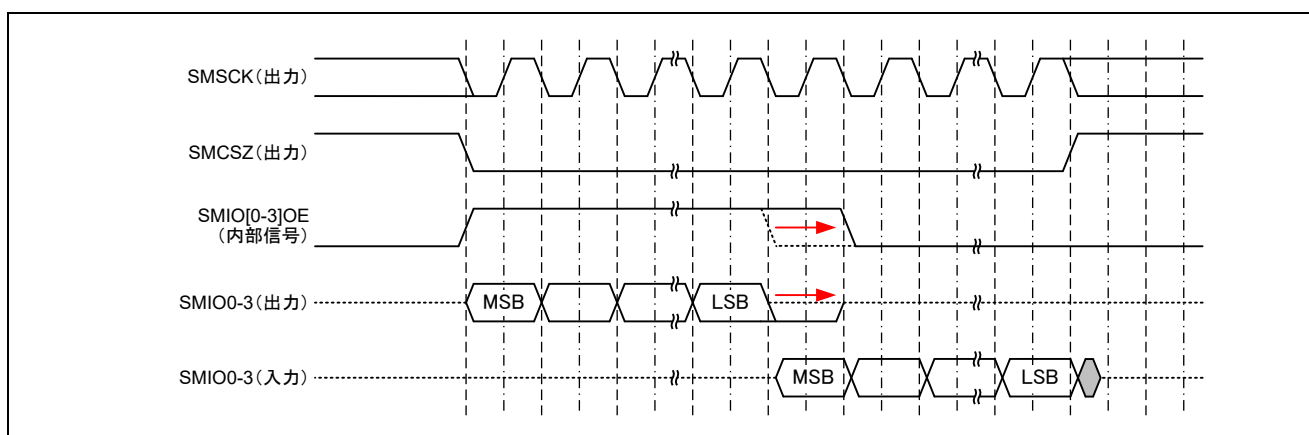 SMSCK(出力)
SMCSZ(出力)
SMIO[0-3]OE
(内部信号)
SMIO0-3(出力)
MSB
LSB
SMIO0-3(入力)
MSB
LSB